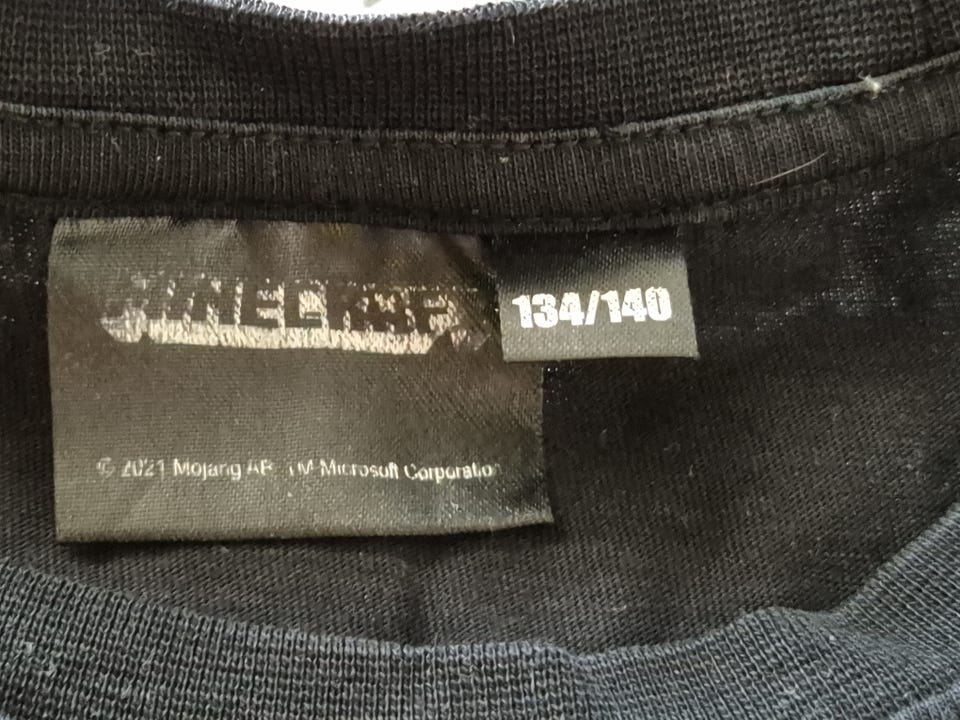 MINECRAFT
134/140
© 2021 Mojang AB. TM Microsoft Corporation